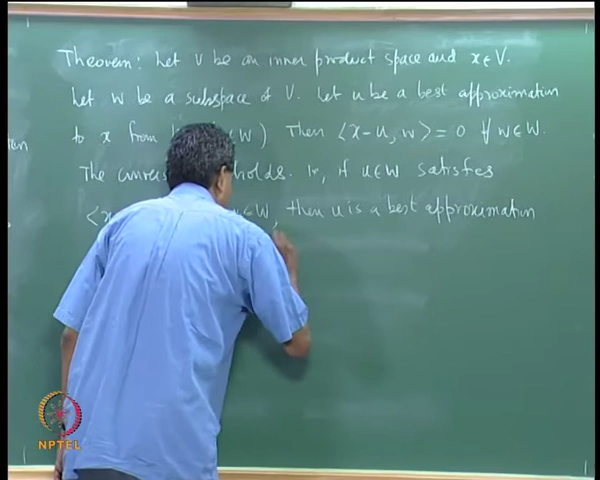 Theorem: Let V be an inner product space and x ∈ V.
Let W be a subspace of V. Let u be a best approximation
to x from W) Then ⟨x-u, w⟩ = 0 ∀ w ∈ W.
The holds. ie, if u ∈ W satisfies
⟨x ∈ W, then u is a best approximation
NPTEL